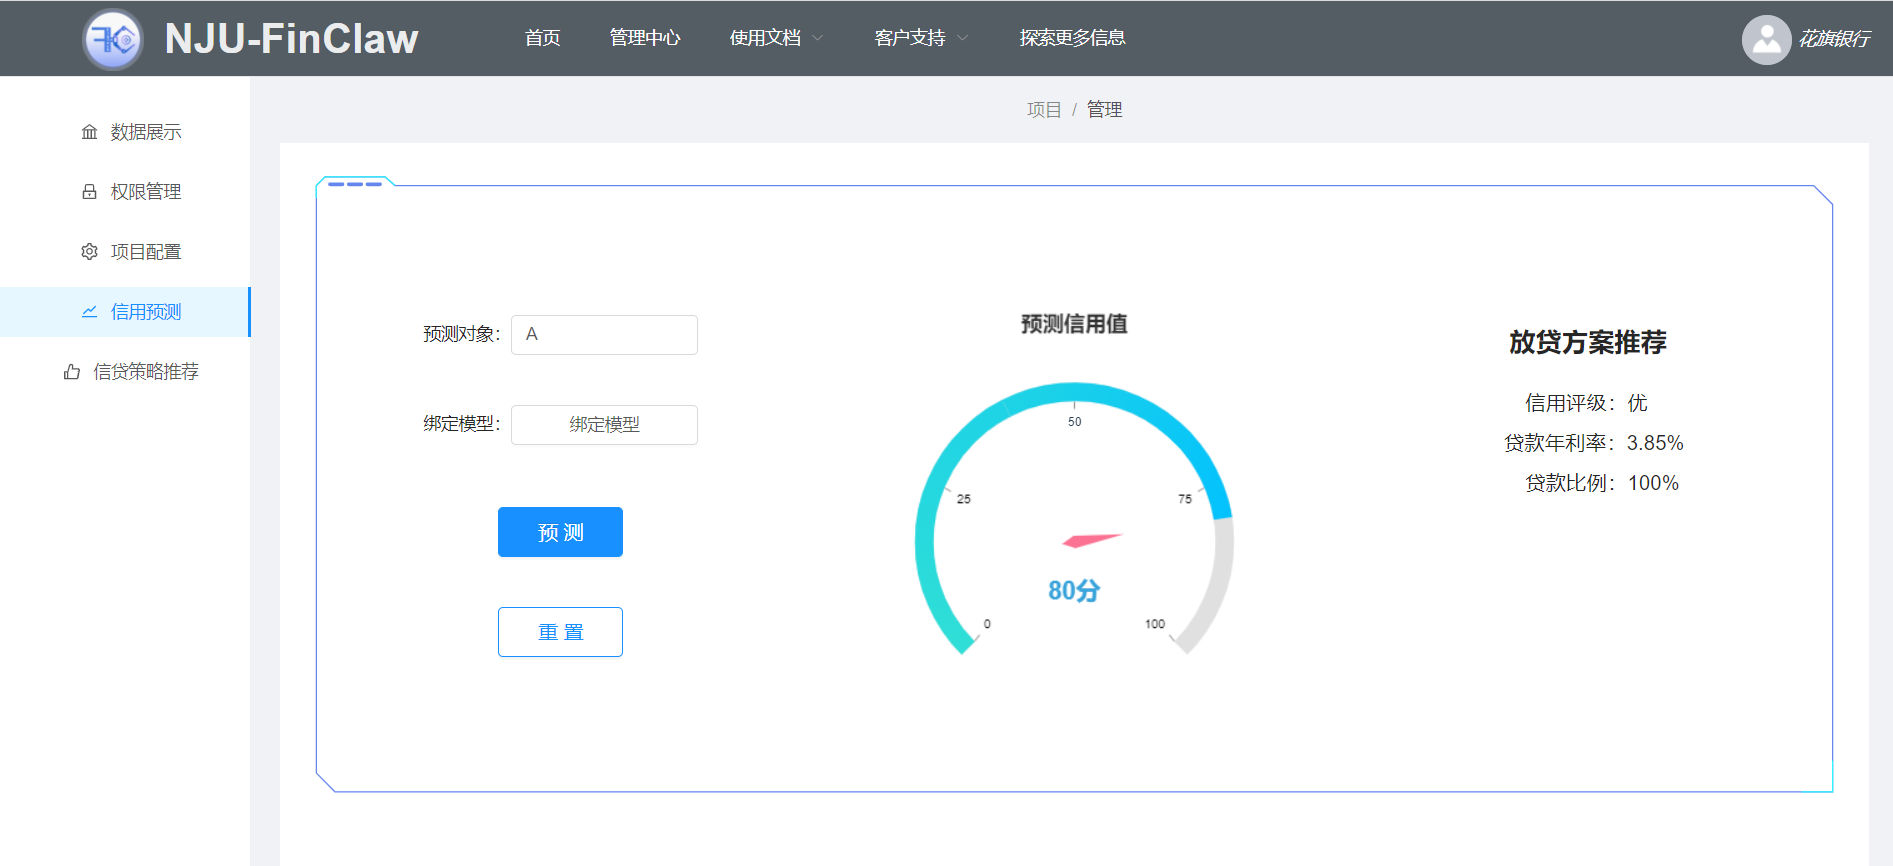 NJU-FinClaw
首页
管理中心
使用文档
客户支持
探索更多信息
花旗银行
数据展示
权限管理
项目配置
信用预测
信贷策略推荐
项目 / 管理
预测对象： A
绑定模型： 绑定模型
预 测
重 置
预测信用值
50
25
75
80分
0
100
放贷方案推荐
信用评级：优
贷款年利率：3.85%
贷款比例：100%